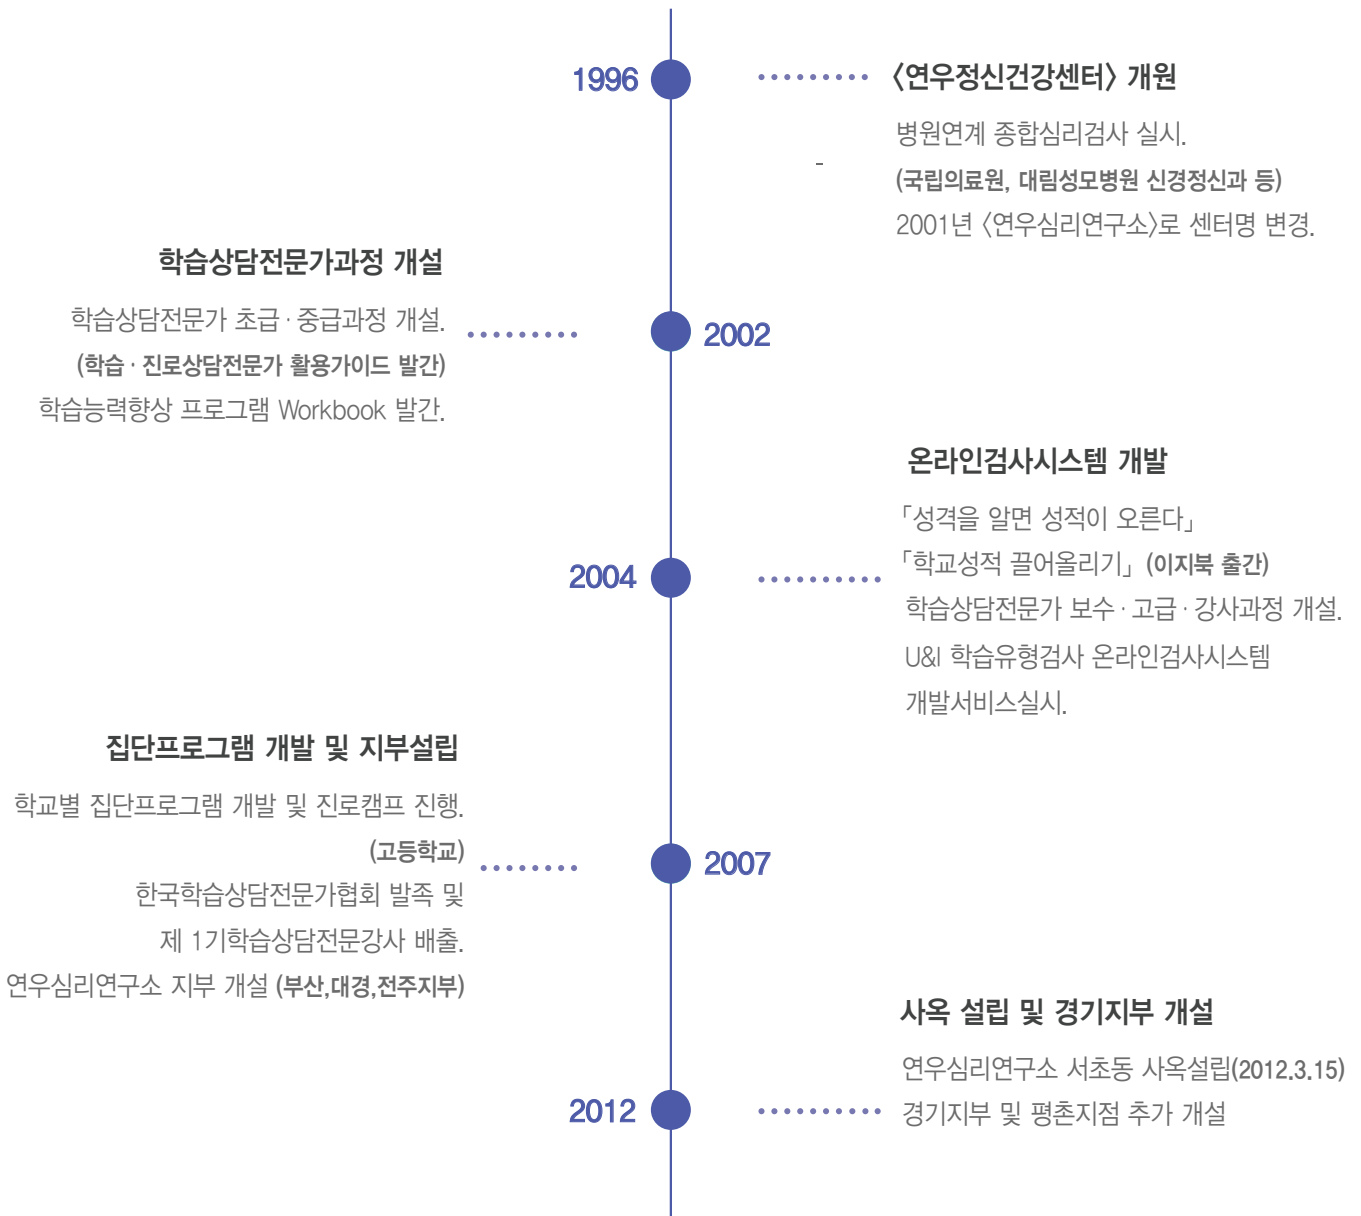 1996
〈연우정신건강센터〉 개원
병원연계 종합심리검사 실시.
(국립의료원, 대림성모병원 신경정신과 등)
2001년 〈연우심리연구소〉로 센터명 변경.
학습상담전문가과정 개설
학습상담전문가 초급·중급과정 개설.
(학습·진로상담전문가 활용가이드 발간)
학습능력향상 프로그램 Workbook 발간.
2002
온라인검사시스템 개발
「성격을 알면 성적이 오른다」
「학교성적 끌어올리기」 (이지북 출간)
학습상담전문가 보수·고급·강사과정 개설.
U&I 학습유형검사 온라인검사시스템
개발서비스실시.
2004
집단프로그램 개발 및 지부설립
학교별 집단프로그램 개발 및 진로캠프 진행.
(고등학교)
한국학습상담전문가협회 발족 및
제 1기학습상담전문강사 배출.
연우심리연구소 지부 개설 (부산,대경,전주지부)
2007
사옥 설립 및 경기지부 개설
연우심리연구소 서초동 사옥설립(2012.3.15)
경기지부 및 평촌지점 추가 개설
2012